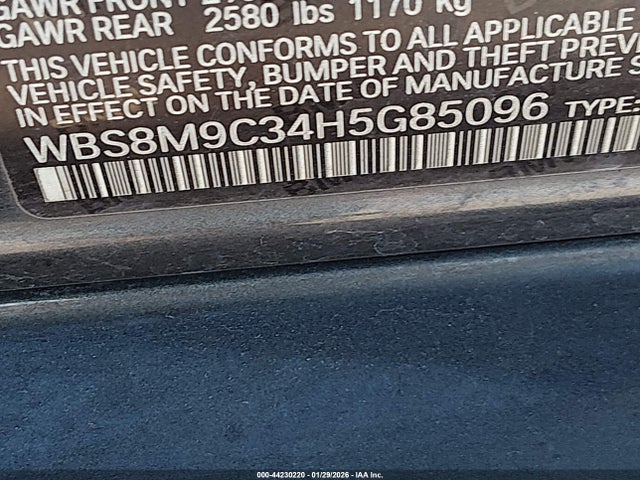 GAWR FRONT
GAWR REAR 2580 lbs 1170 kg
THIS VEHICLE CONFORMS TO ALL APPLICABLE
VEHICLE SAFETY, BUMPER AND THEFT PREVE
IN EFFECT ON THE DATE OF MANUFACTURE S
WBS8M9C34H5G85096 TYPE:
000-44230220 - 01/29/2026 - IAA Inc.